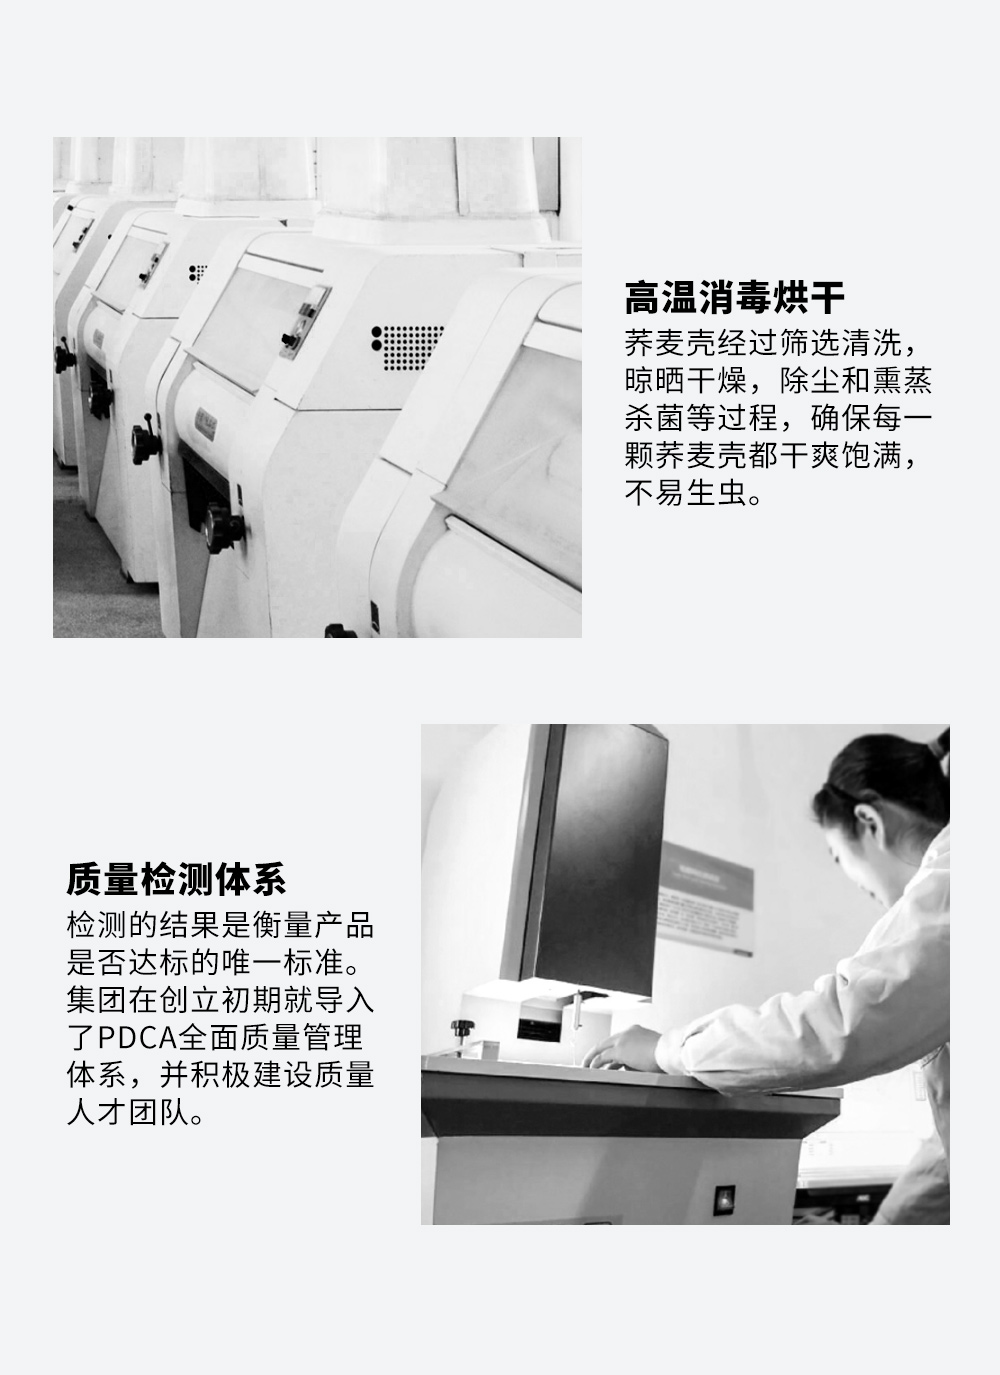 高温消毒烘干
荞麦壳经过筛选清洗，
晾晒干燥，除尘和熏蒸
杀菌等过程，确保每一
颗荞麦壳都干爽饱满，
不易生虫。
质量检测体系
检测的结果是衡量产品
是否达标的唯一标准。
集团在创立初期就导入
了PDCA全面质量管理
体系，并积极建设质量
人才团队。